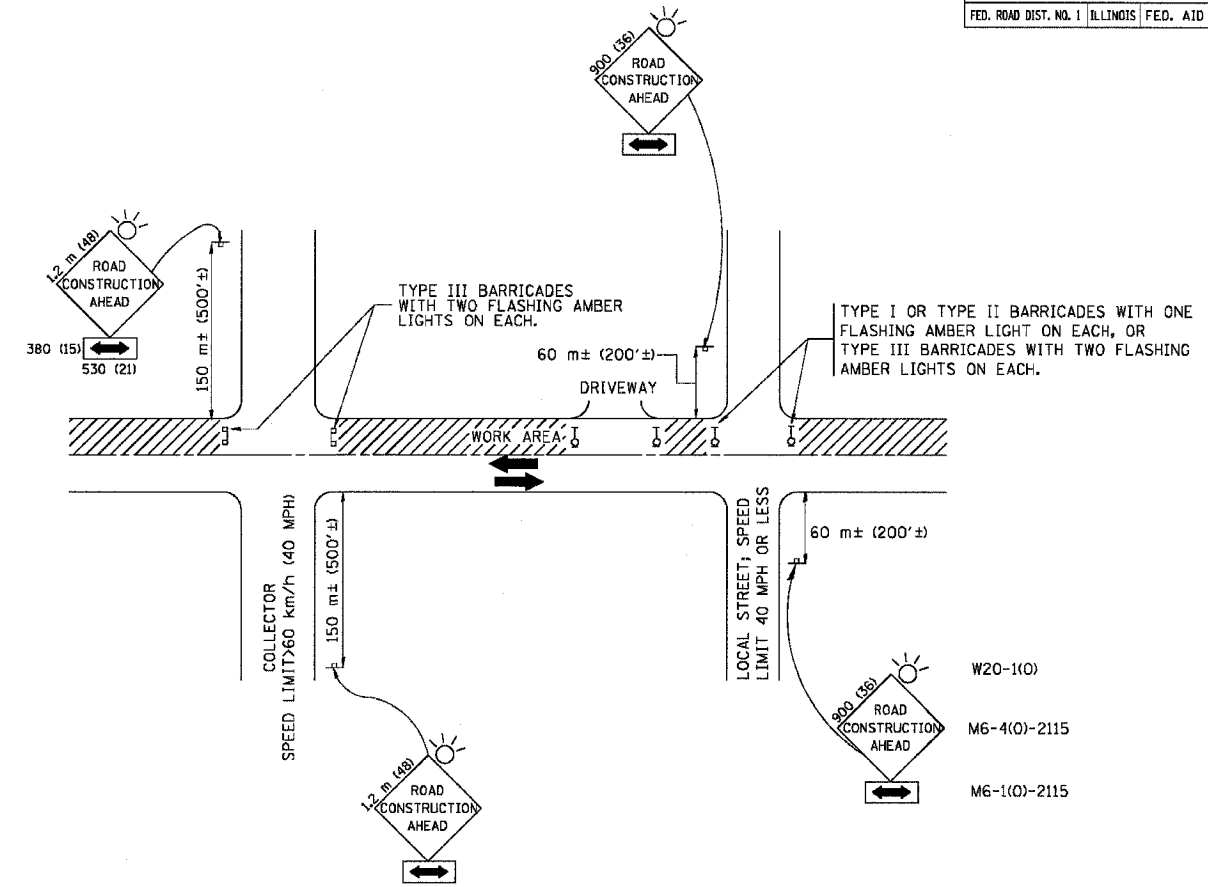 FED. ROAD DIST. NO. 1 ILLINOIS FED. AID
900 (36)
ROAD
CONSTRUCTION
AHEAD
1.2 m (48)
ROAD
CONSTRUCTION
AHEAD
380 (15)
530 (21)
150 m± (500'±)
TYPE III BARRICADES
WITH TWO FLASHING AMBER
LIGHTS ON EACH.
60 m± (200'±)
DRIVEWAY
TYPE I OR TYPE II BARRICADES WITH ONE
FLASHING AMBER LIGHT ON EACH, OR
TYPE III BARRICADES WITH TWO FLASHING
AMBER LIGHTS ON EACH.
WORK AREA
COLLECTOR
SPEED LIMIT>60 km/h (40 MPH)
150 m± (500'±)
LOCAL STREET; SPEED
LIMIT 40 MPH OR LESS
60 m± (200'±)
1.2 m (48)
ROAD
CONSTRUCTION
AHEAD
900 (36)
ROAD
CONSTRUCTION
AHEAD
W20-1(O)
M6-4(O)-2115
M6-1(O)-2115